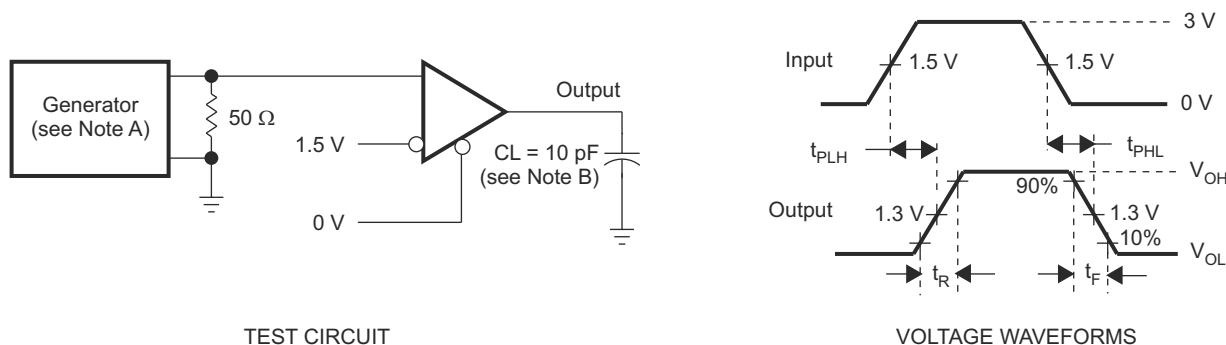 Generator
(see Note A)
50 Ω
1.5 V
0 V
Output
CL = 10 pF
(see Note B)
TEST CIRCUIT
3 V
Input
1.5 V
1.5 V
0 V
tPLH
tPHL
VOH
90%
Output
1.3 V
1.3 V
10%
VOL
tR
tF
VOLTAGE WAVEFORMS